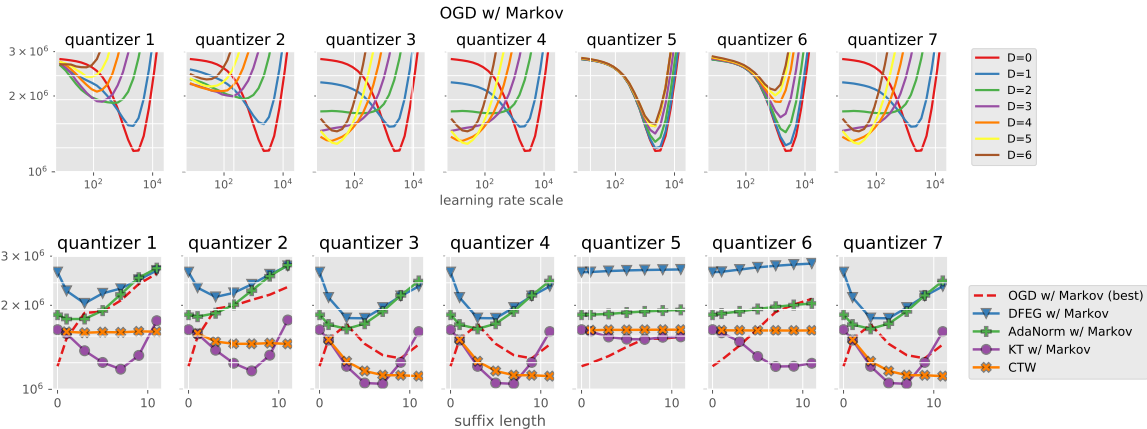 OGD w/ Markov
quantizer 1 quantizer 2 quantizer 3 quantizer 4 quantizer 5 quantizer 6 quantizer 7
3 × 10⁶
2 × 10⁶
10⁶
10² 10⁴ 10² 10⁴ 10² 10⁴ 10² 10⁴ 10² 10⁴ 10² 10⁴ 10² 10⁴
learning rate scale
D=0
D=1
D=2
D=3
D=4
D=5
D=6
quantizer 1 quantizer 2 quantizer 3 quantizer 4 quantizer 5 quantizer 6 quantizer 7
3 × 10⁶
2 × 10⁶
10⁶
0 10 0 10 0 10 0 10 0 10 0 10 0 10
suffix length
OGD w/ Markov (best)
DFEG w/ Markov
AdaNorm w/ Markov
KT w/ Markov
CTW